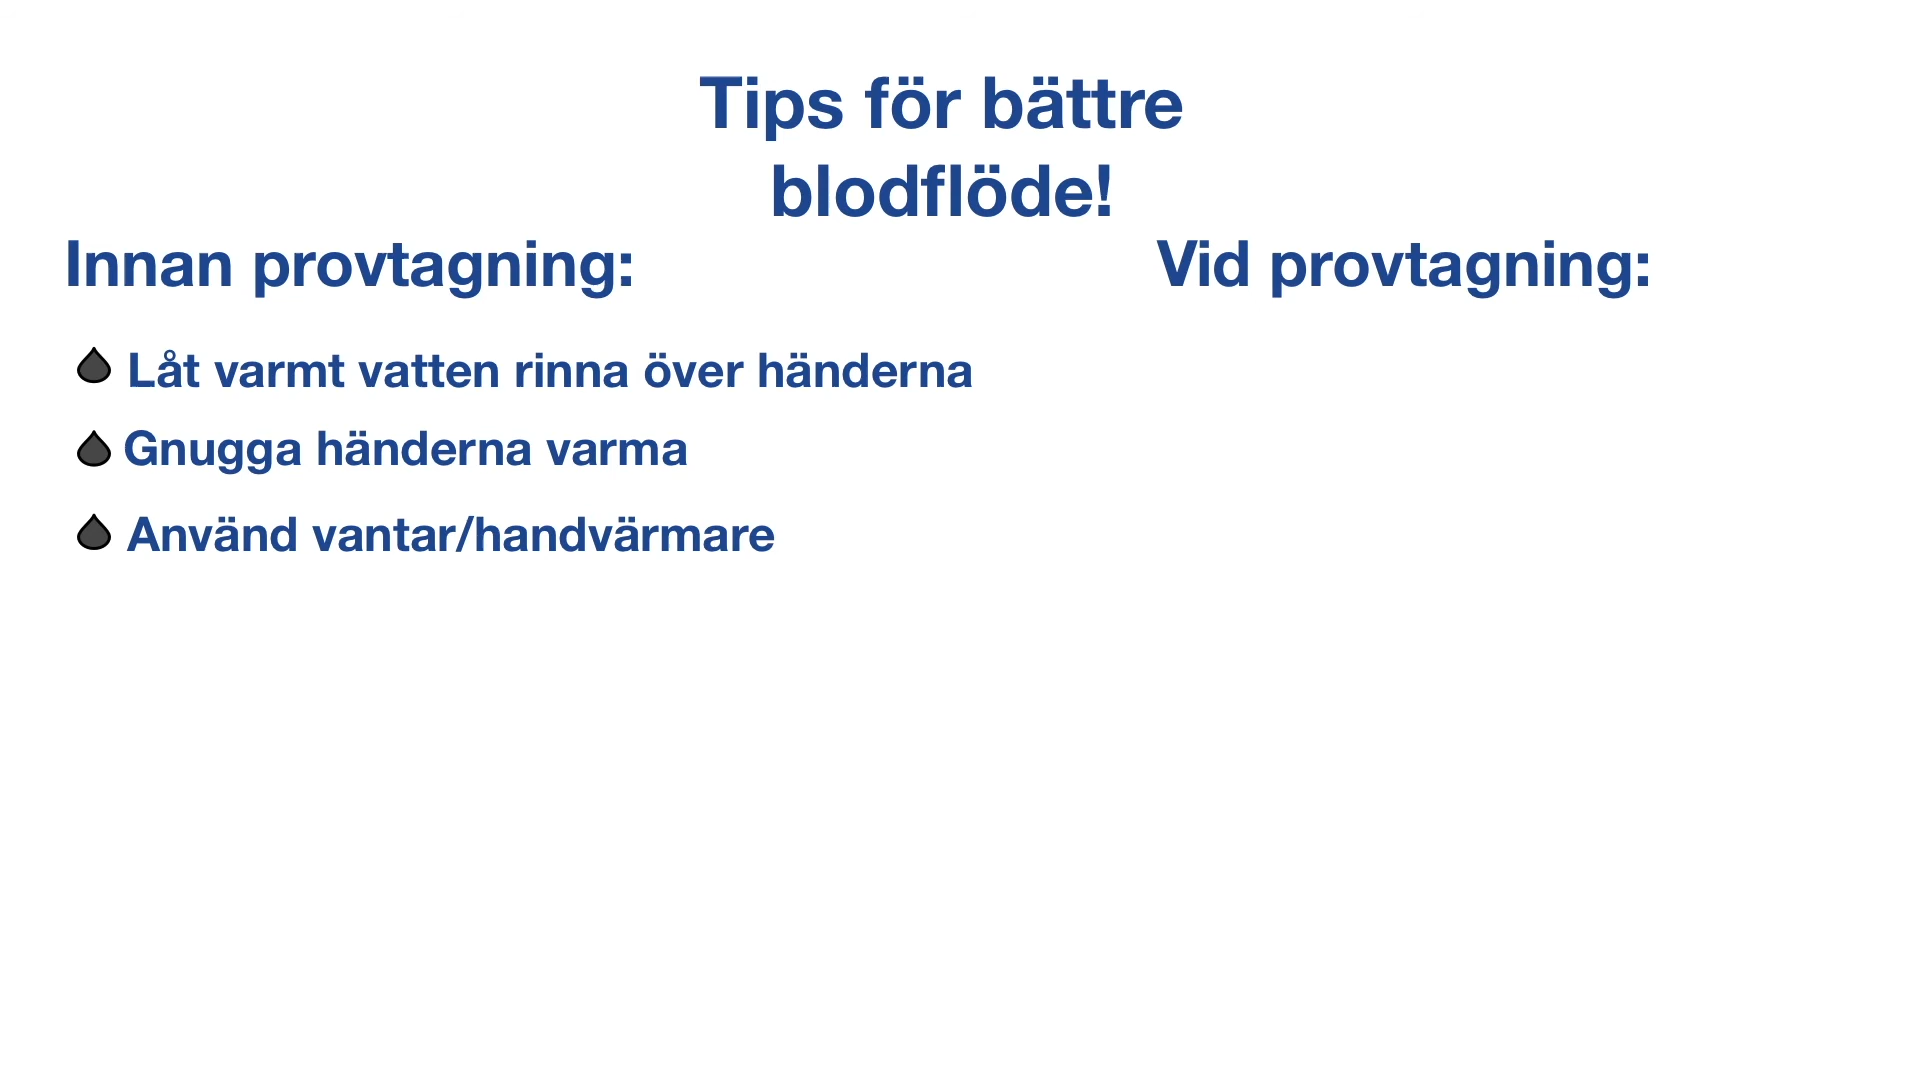 Tips för bättre
blodflöde!
Innan provtagning:
Låt varmt vatten rinna över händerna
Gnugga händerna varma
Använd vantar/handvärmare
Vid provtagning: